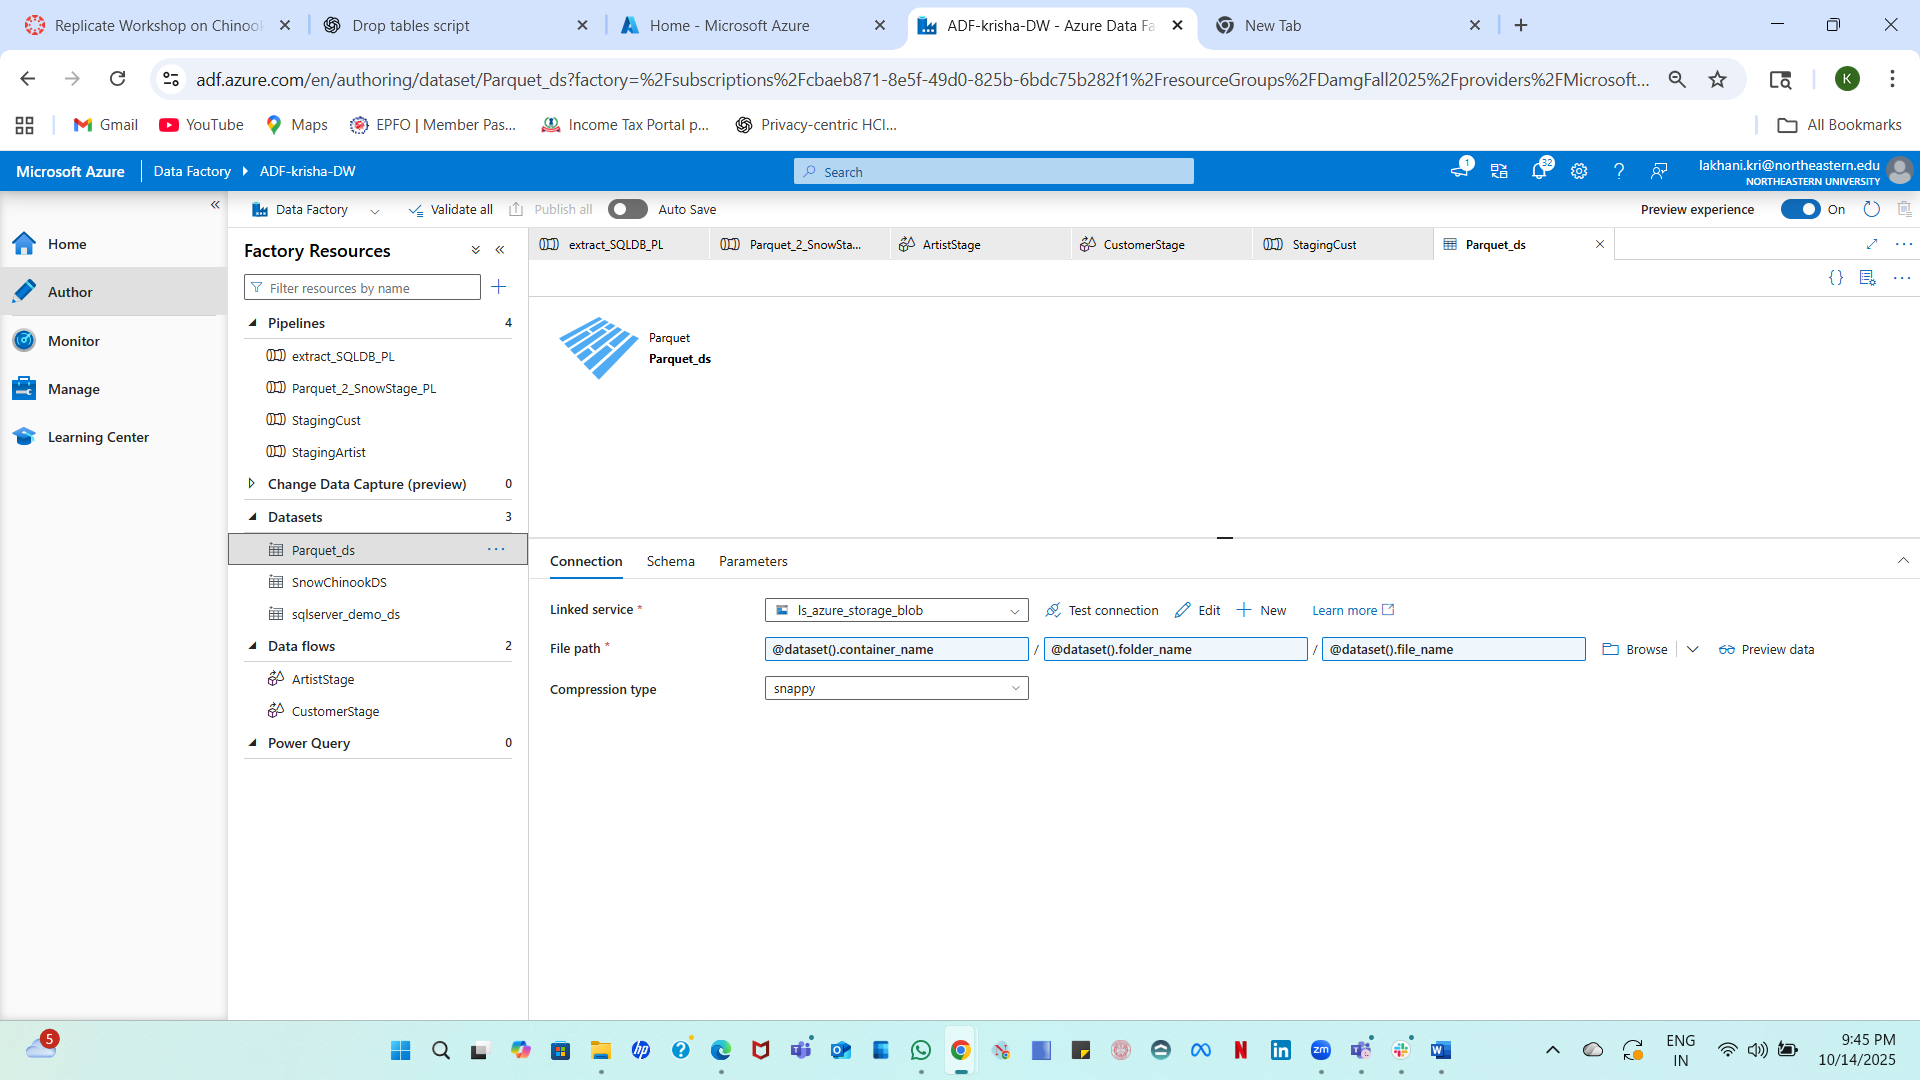 Replicate Workshop on Chinook
Drop tables script
Home - Microsoft Azure
ADF-krisha-DW - Azure Data Fa
New Tab
adf.azure.com/en/authoring/dataset/Parquet_ds?factory=%2Fsubscriptions%2Fcbaeb871-8e5f-49d0-825b-6bdc75b282f1%2FresourceGroups%2FDamgFall2025%2Fproviders%2FMicrosoft...
K
Gmail
YouTube
Maps
EPFO | Member Pas...
Income Tax Portal p...
Privacy-centric HCI...
All Bookmarks
Microsoft Azure
Data Factory
ADF-krisha-DW
Search
1
32
lakhani.kri@northeastern.edu
NORTHEASTERN UNIVERSITY
Data Factory
Validate all
Publish all
Auto Save
Preview experience
On
Home
Author
Monitor
Manage
Learning Center
Factory Resources
Filter resources by name
Pipelines 4
extract_SQLDB_PL
Parquet_2_SnowStage_PL
StagingCust
StagingArtist
Change Data Capture (preview) 0
Datasets 3
Parquet_ds
SnowChinookDS
sqlserver_demo_ds
Data flows 2
ArtistStage
CustomerStage
Power Query 0
extract_SQLDB_PL
Parquet_2_SnowSta...
ArtistStage
CustomerStage
StagingCust
Parquet_ds
Parquet
Parquet_ds
Connection
Schema
Parameters
Linked service *
ls_azure_storage_blob
Test connection
Edit
New
Learn more
File path *
@dataset().container_name / @dataset().folder_name / @dataset().file_name
Browse
Preview data
Compression type
snappy
5
ENG
IN
9:45 PM
10/14/2025